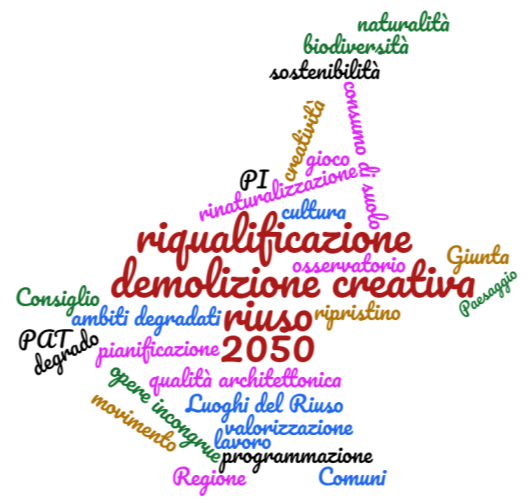 naturalità
biodiversità
sostenibilità
consumo di suolo
creatività
gioco
PI
rinaturalizzazione
cultura
riqualificazione
osservatorio
Giunta
demolizione creativa
Paesaggio
Consiglio
ambiti degradati
riuso
ripristino
PAT
degrado
pianificazione
2050
opere incongrue
qualità architettonica
movimento
Luoghi del Riuso
valorizzazione
lavoro
programmazione
Regione
Comuni